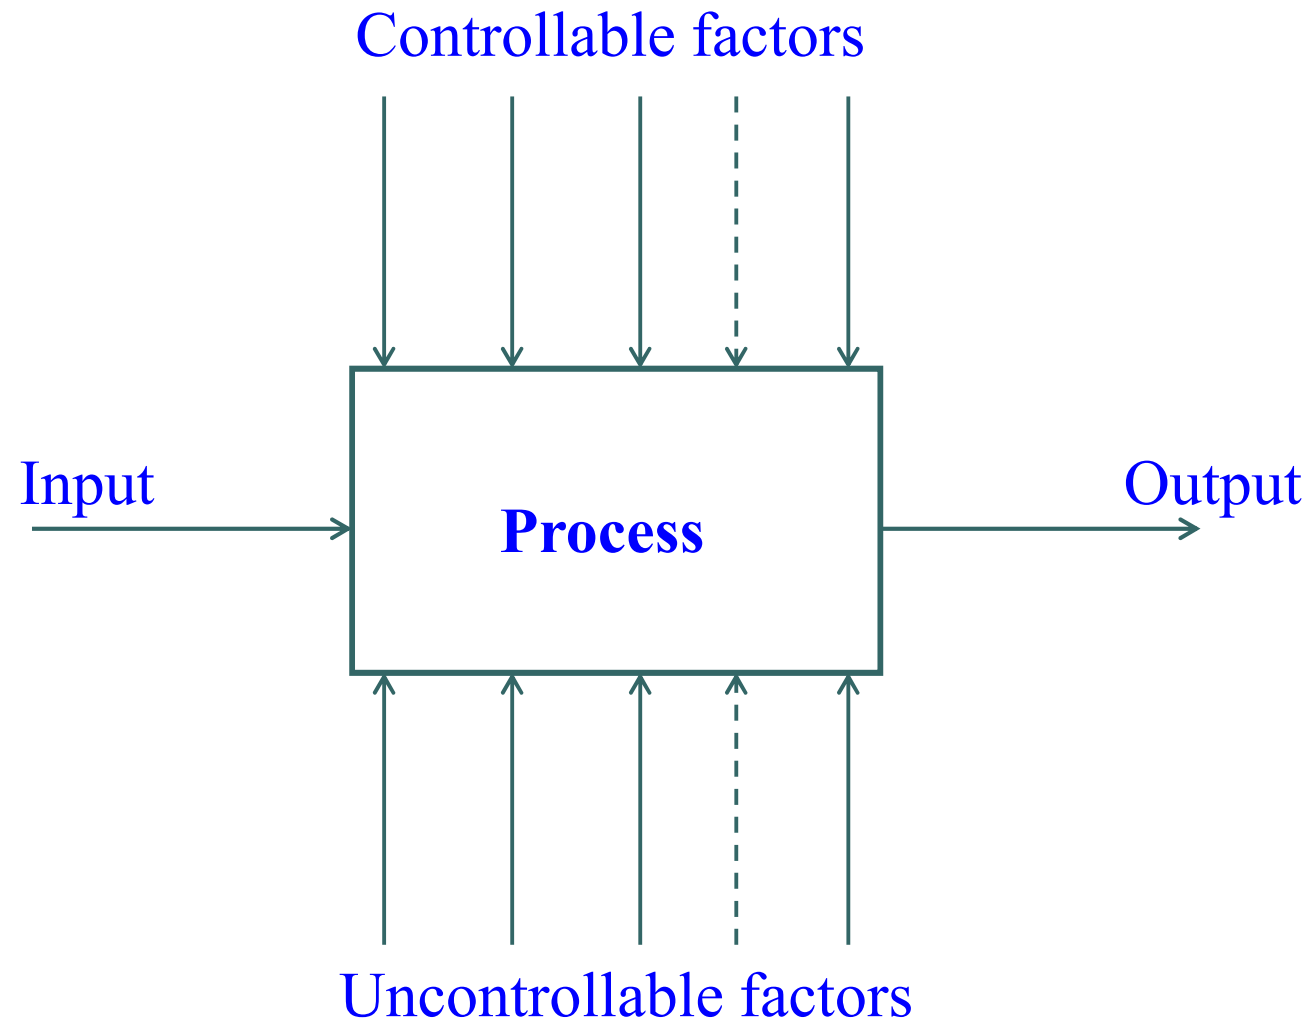 Controllable factors
Input
Process
Output
Uncontrollable factors